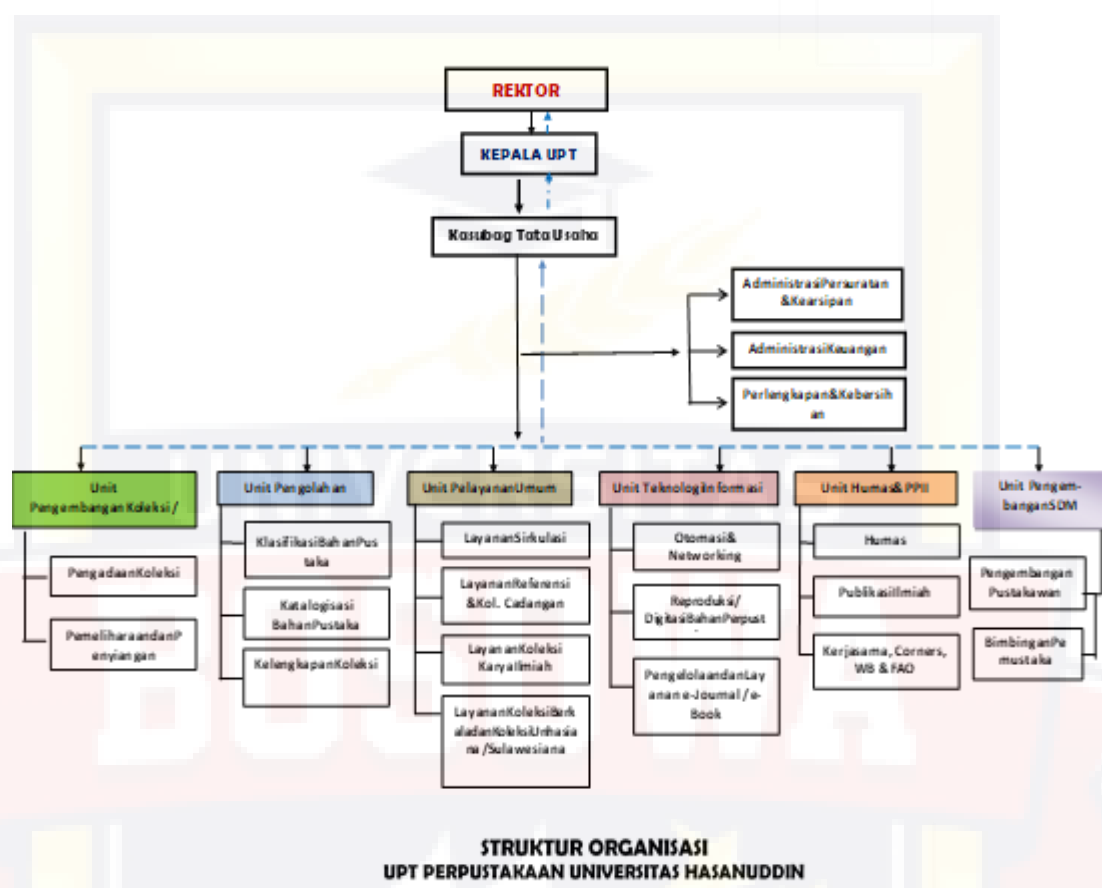 REKTOR
KEPALA UPT
Kasubag Tata Usaha
AdministrasiPersuratan
&Kearsipan
AdministrasiKeuangan
Perlengkapan&Kebersih
an
Unit
Pengembangan Koleksi /
PengadaanKoleksi
PemeliharaandanP
enyiangan
Unit Pengolahan
KlasifikasiBahanPus
taka
Katalogisasi
BahanPustaka
KelengkapanKoleksi
Unit PelayananUmum
LayananSirkulasi
LayananReferensi
&Kol. Cadangan
LayananKoleksi
KaryaIlmiah
LayananKoleksiBerk
aladanKoleksiUnhasia
na /Sulawesiana
Unit TeknologiInformasi
Otomasi&
Networking
Reproduksi/
DigitasiBahanPerpust
PengelolaandanLay
anane-Journal / e-
Book
Unit Humas& PPII
Humas
PublikasiIlmiah
Kerjasama, Corners,
WB & FAO
Unit Pengem-
banganSDM
Pengembangan
Pustakawan
BimbinganPe
mustaka
STRUKTUR ORGANISASI
UPT PERPUSTAKAAN UNIVERSITAS HASANUDDIN
UNIVERSITAS
BOSOWA